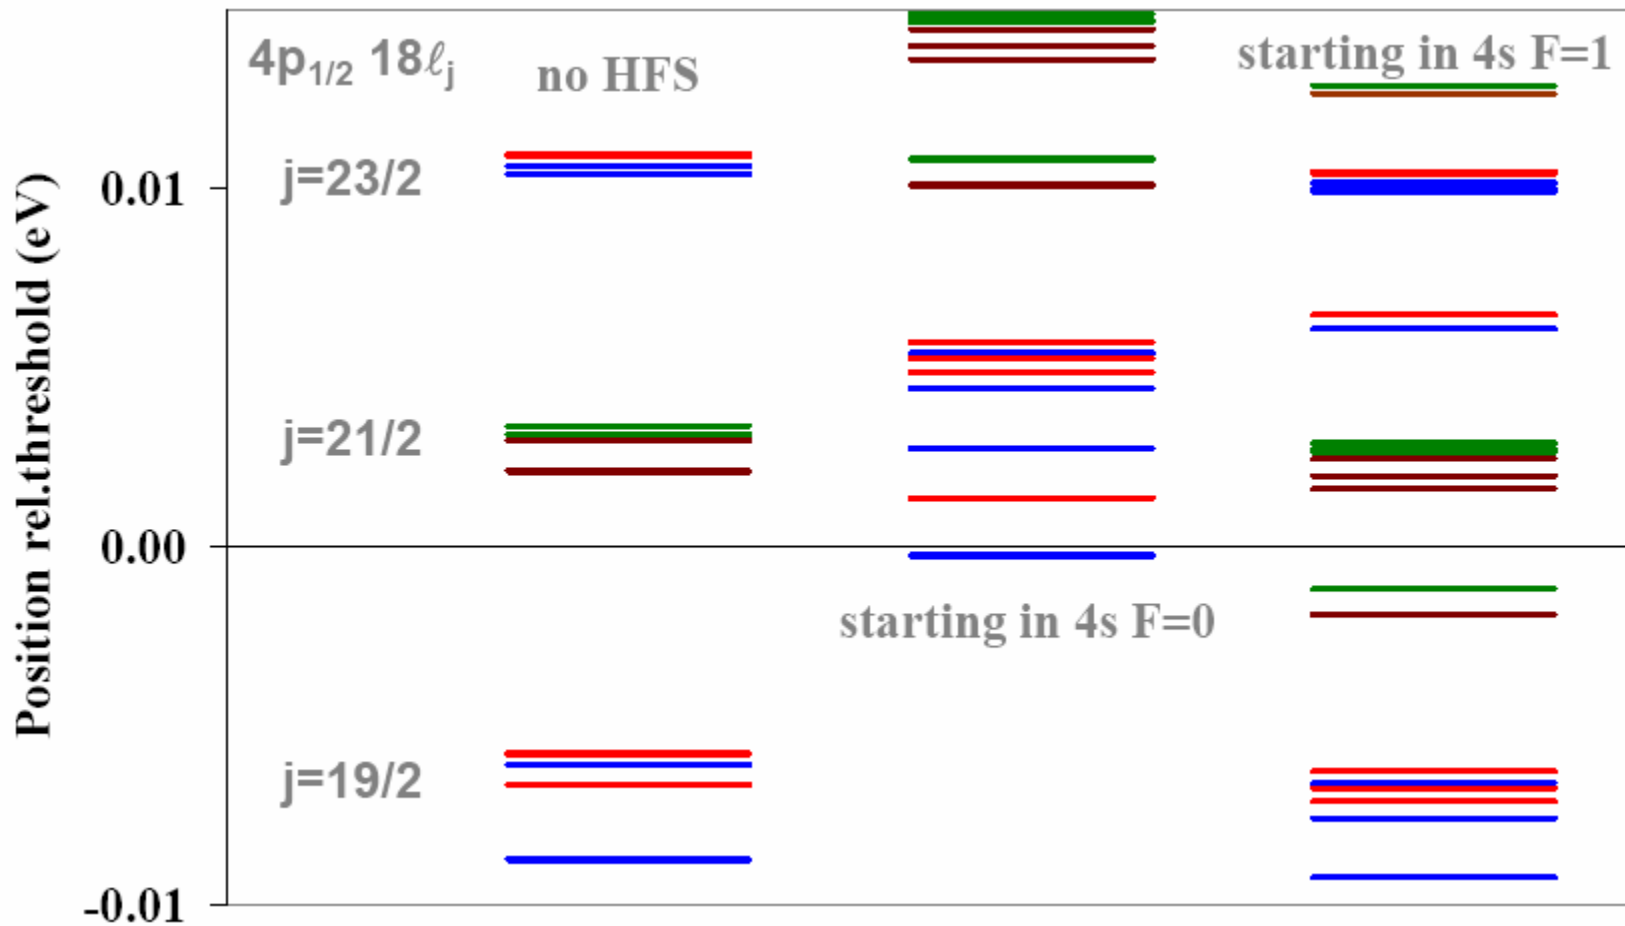 4p1/2 18ℓj
no HFS
starting in 4s F=1
j=23/2
0.01
j=21/2
0.00
starting in 4s F=0
j=19/2
-0.01
Position rel.threshold (eV)